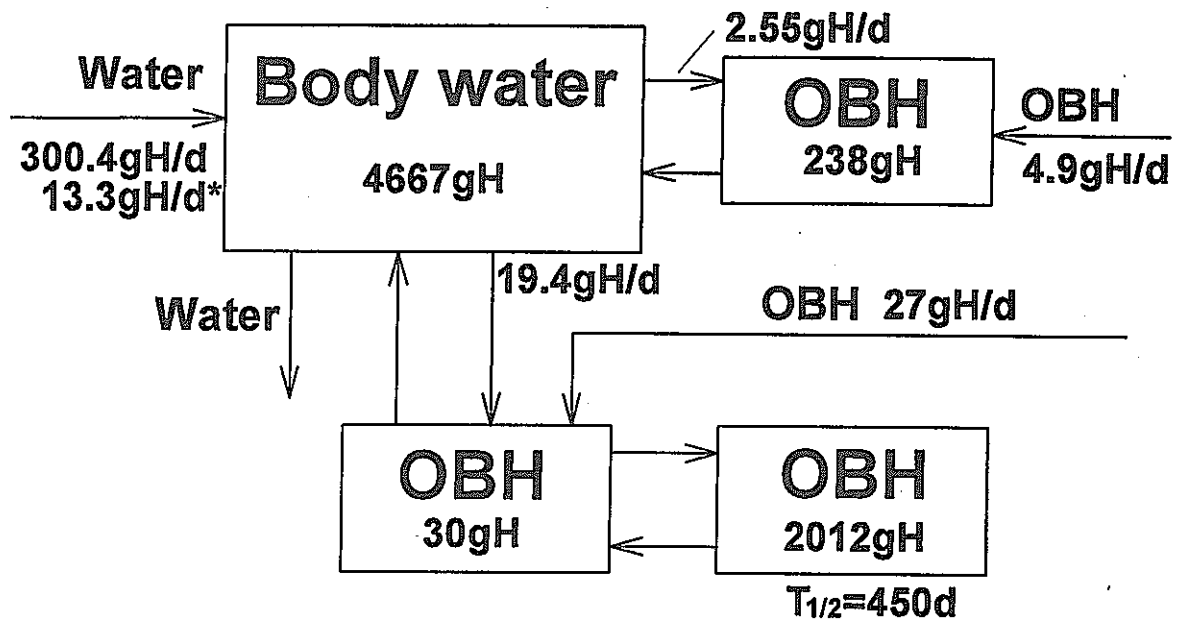 2.55gH/d
Water
Body water
OBH
OBH
300.4gH/d
13.3gH/d*
4667gH
238gH
4.9gH/d
19.4gH/d
Water
OBH 27gH/d
OBH
30gH
OBH
2012gH
T1/2=450d